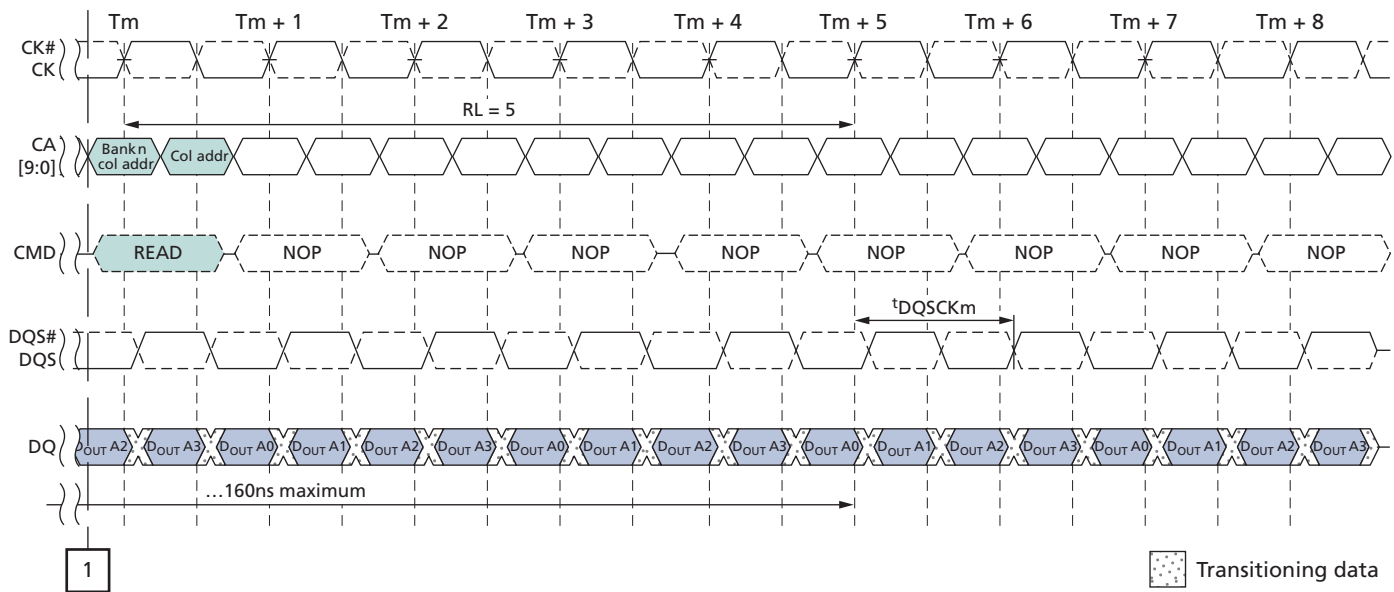 Tm Tm + 1 Tm + 2 Tm + 3 Tm + 4 Tm + 5 Tm + 6 Tm + 7 Tm + 8
CK#
CK
RL = 5
CA
[9:0]
Bank n
col addr
Col addr
CMD READ NOP NOP NOP NOP NOP NOP NOP NOP
tDQSCKm
DQS#
DQS
DQ DOUT A2 DOUT A3 DOUT A0 DOUT A1 DOUT A2 DOUT A3 DOUT A0 DOUT A1 DOUT A2 DOUT A3 DOUT A0 DOUT A1 DOUT A2 DOUT A3 DOUT A0 DOUT A1 DOUT A2 DOUT A3
…160ns maximum
1
Transitioning data